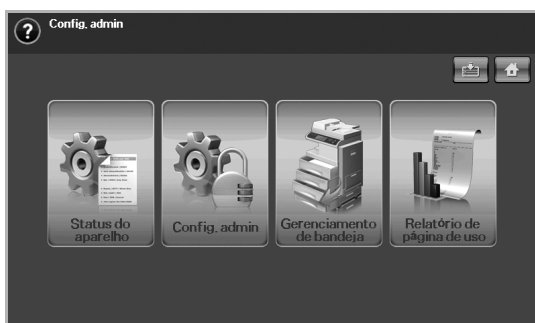 Config. admin
Status do
aparelho
Config. admin
Gerenciamento
de bandeja
Relatório de
página de uso